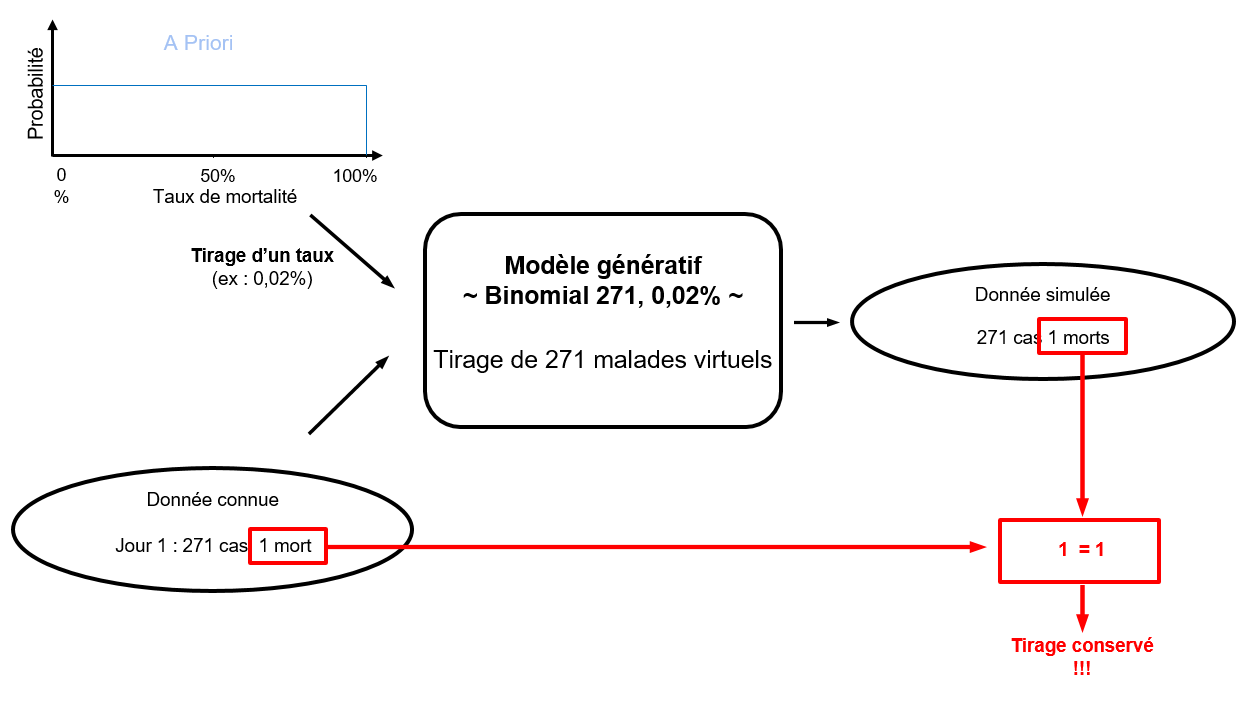 A Priori
Probabilité
0
%
50%
100%
Taux de mortalité
Tirage d'un taux
(ex : 0,02%)
Modèle génératif
~ Binomial 271, 0,02% ~
Tirage de 271 malades virtuels
Donnée simulée
271 cas 1 morts
Donnée connue
Jour 1 : 271 cas 1 mort
1 = 1
Tirage conservé
!!!